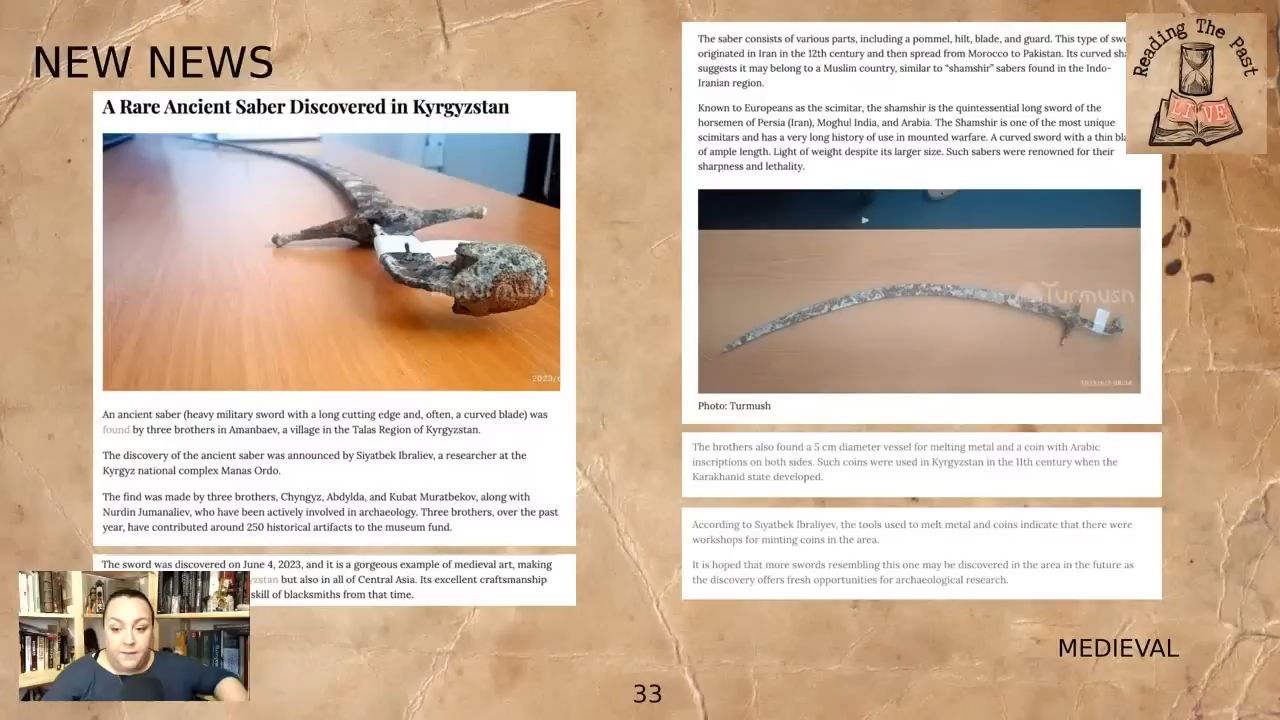 NEW NEWS
A Rare Ancient Saber Discovered in Kyrgyzstan
Turmush
An ancient saber (heavy military sword with a long cutting edge and, often, a curved blade) was
found by three brothers in Amanbaev, a village in the Talas Region of Kyrgyzstan.
The discovery of the ancient saber was announced by Siyatbek Ibraliev, a researcher at the
Kyrgyz national complex Manas Ordo.
The find was made by three brothers, Chyngyz, Abdylda, and Kubat Muratbekov, along with
Nurdin Jumanaliev, who have been actively involved in archaeology. Three brothers, over the past
year, have contributed around 250 historical artifacts to the museum fund.
The sword was discovered on June 4, 2023, and it is a gorgeous example of medieval art, making
but also in all of Central Asia. Its excellent craftsmanship
skill of blacksmiths from that time.
The saber consists of various parts, including a pommel, hilt, blade, and guard. This type of
originated in Iran in the 12th century and then spread from Morocco to Pakistan. Its curved
suggests it may belong to a Muslim country, similar to “shamshir” sabers found in the Indo-
Iranian region.
Known to Europeans as the scimitar, the shamshir is the quintessential long sword of the
horsemen of Persia (Iran), Moghul India, and Arabia. The Shamshir is one of the most unique
scimitars and has a very long history of use in mounted warfare. A curved sword with a thin
of ample length. Light of weight despite its larger size. Such sabers were renowned for their
sharpness and lethality.
Turmush
Photo: Turmush
The brothers also found a 5 cm diameter vessel for melting metal and a coin with Arabic
inscriptions on both sides. Such coins were used in Kyrgyzstan in the 11th century when the
Karakhanid state developed.
According to Sıyatbek Ibraliyev, the tools used to melt metal and coins indicate that there were
workshops for minting coins in the area.
It is hoped that more swords resembling this one may be discovered in the area in the future as
the discovery offers fresh opportunities for archaeological research.
Reading The Past
LIVE
MEDIEVAL
33